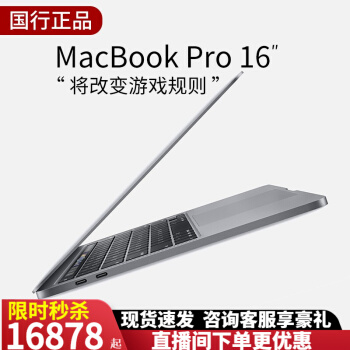 国行正品
MacBook Pro 16″
“ 将改变游戏规则 ”
限时秒杀
16878起
现货速发 咨询客服享豪礼
直播间下单更优惠